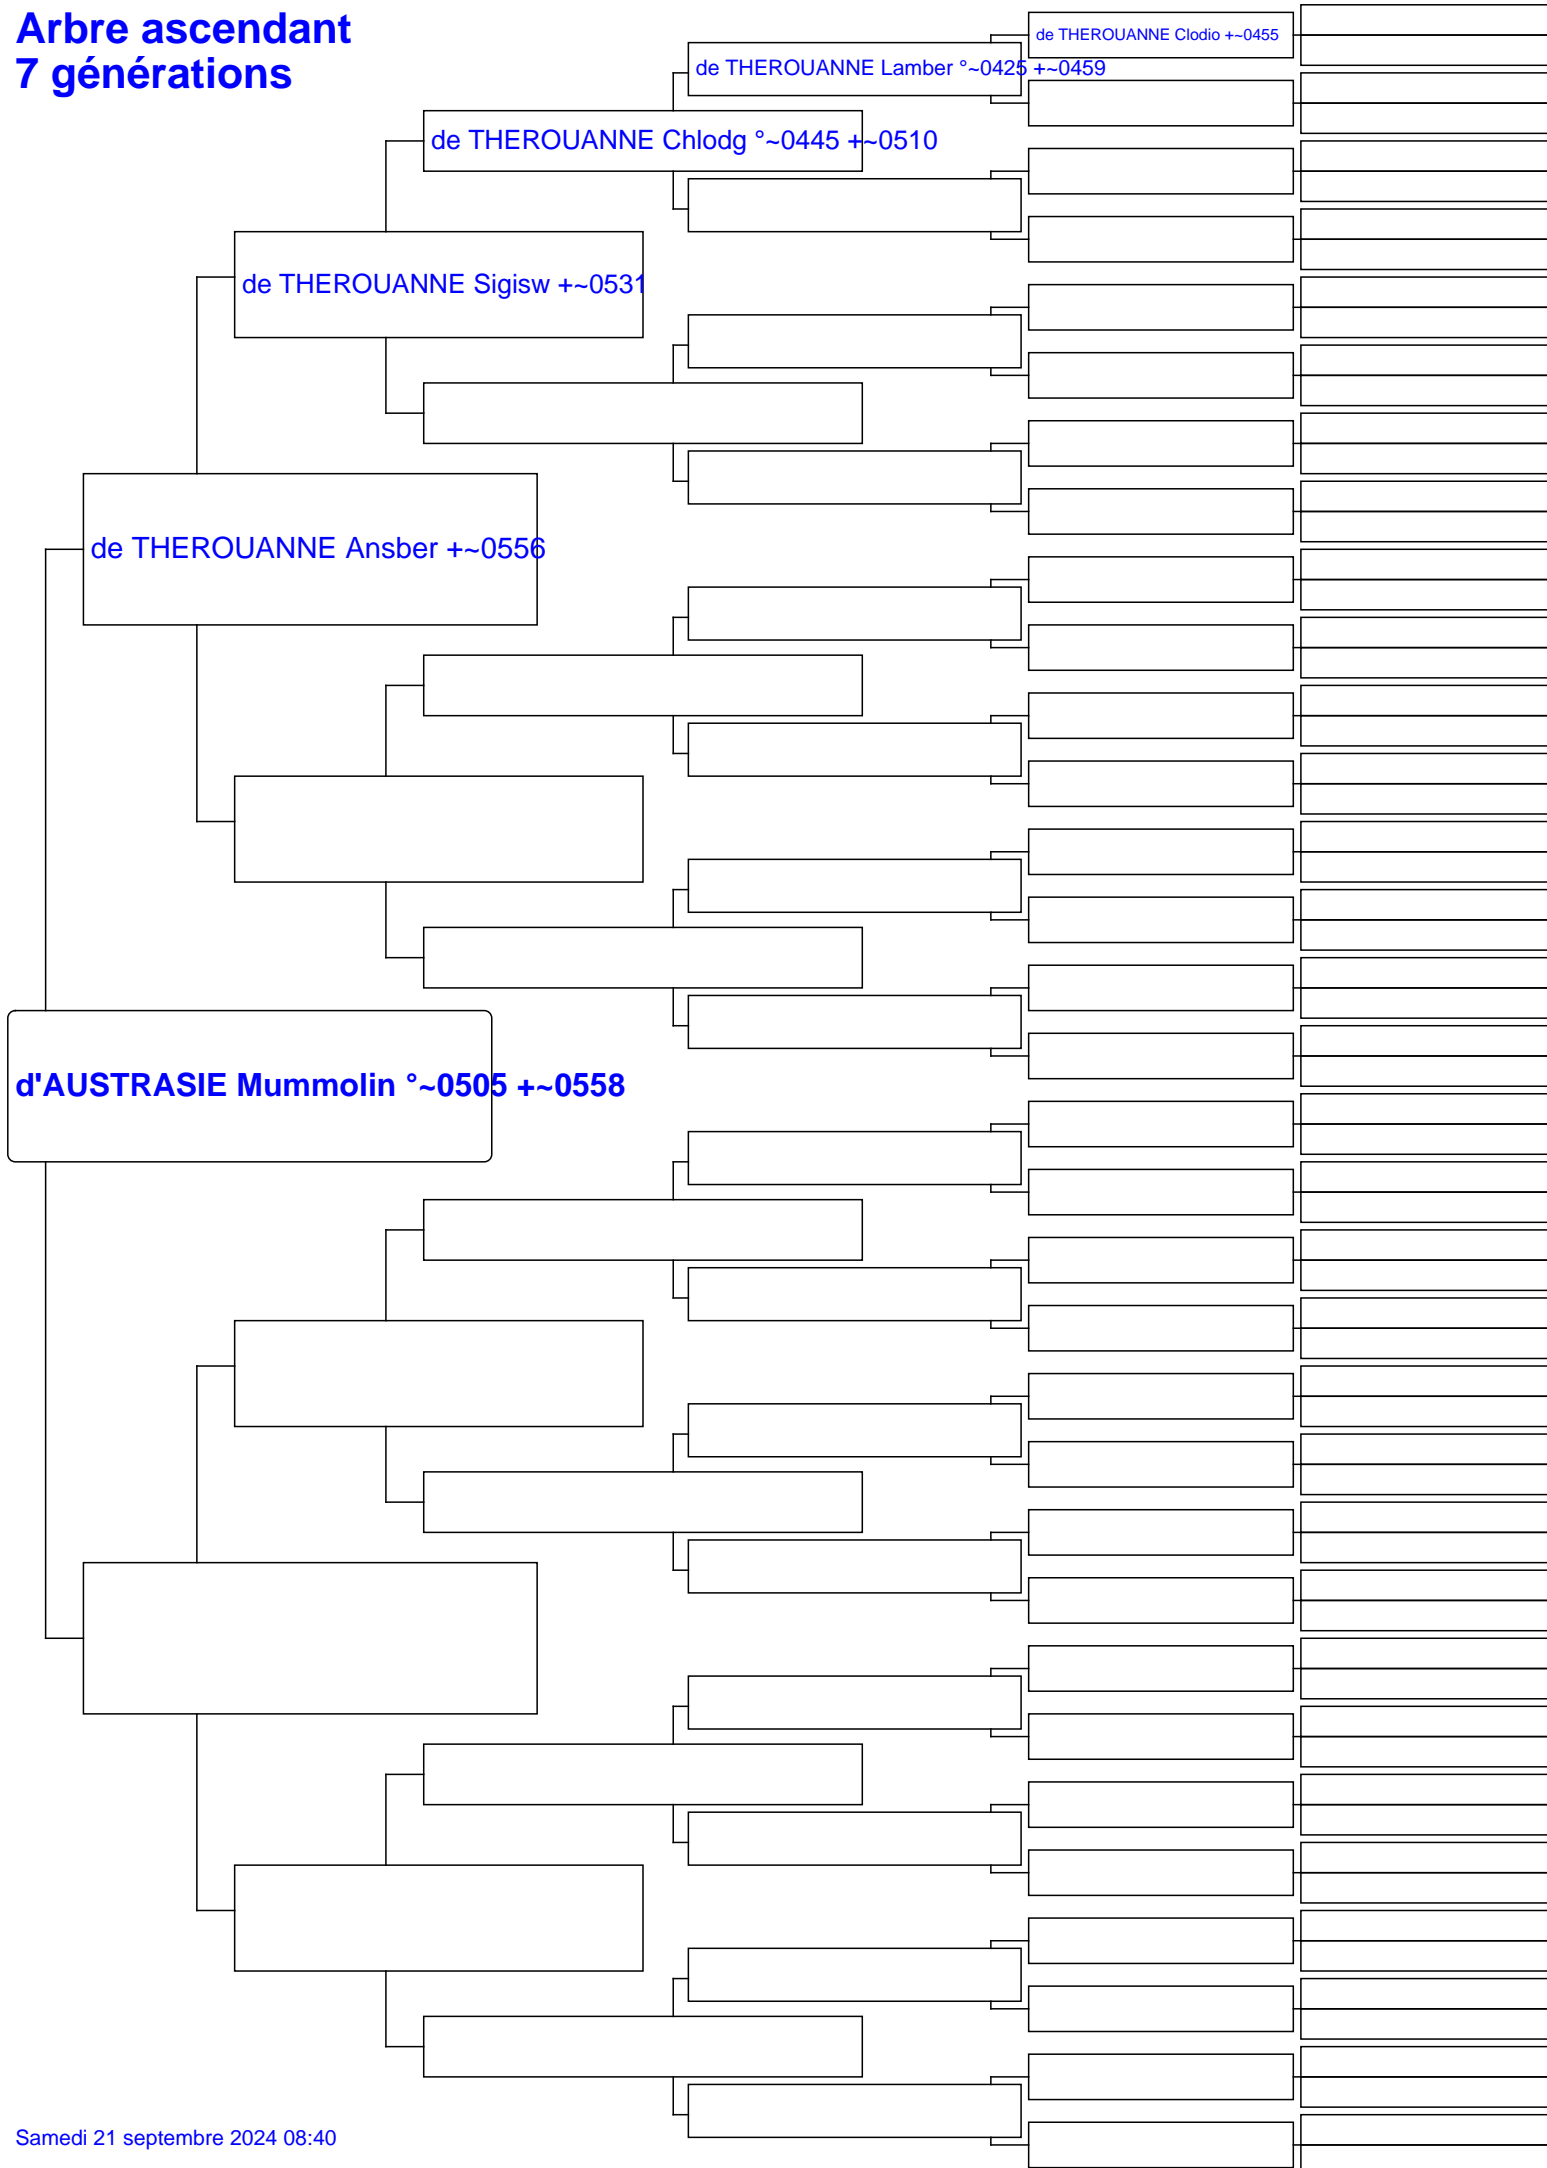 Arbre ascendant
7 générations
de THEROUANNE Clodio +~0455
de THEROUANNE Lamber °~0425 +~0459
de THEROUANNE Chlodg °~0445 +~0510
de THEROUANNE Sigisw +~0531
de THEROUANNE Ansber +~0556
d'AUSTRASIE Mummolin °~0505 +~0558
Samedi 21 septembre 2024 08:40